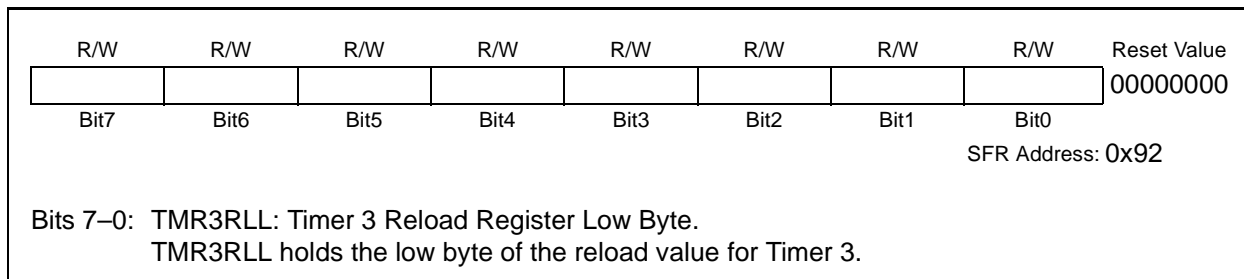 R/W R/W R/W R/W R/W R/W R/W R/W Reset Value
00000000
Bit7 Bit6 Bit5 Bit4 Bit3 Bit2 Bit1 Bit0
SFR Address: 0x92
Bits 7–0: TMR3RLL: Timer 3 Reload Register Low Byte.
TMR3RLL holds the low byte of the reload value for Timer 3.